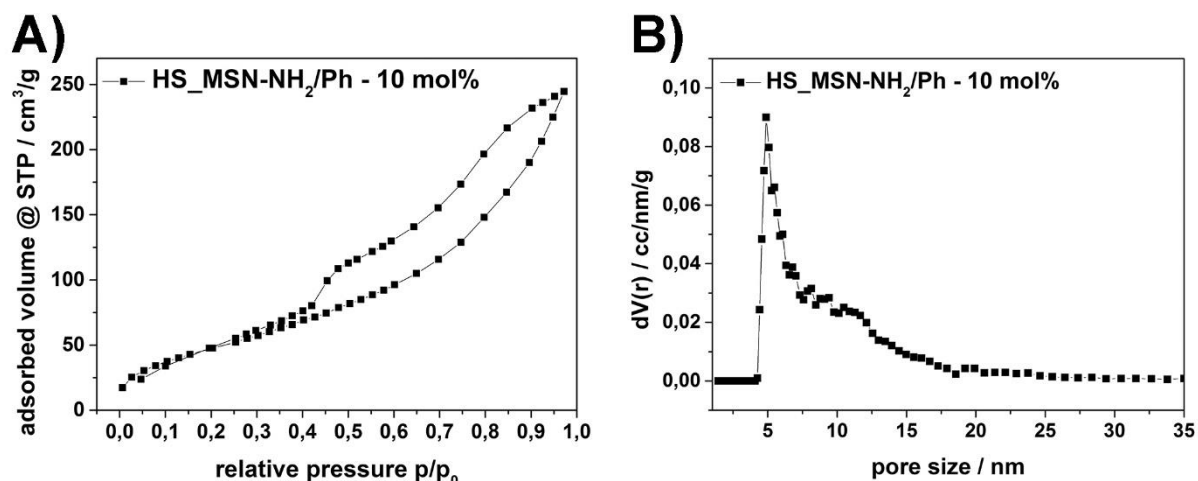 A)
HS_MSN-NH₂/Ph - 10 mol%
adsorbed volume @ STP / cm³/g
250
200
150
100
50
0
0,0 0,1 0,2 0,3 0,4 0,5 0,6 0,7 0,8 0,9 1,0
relative pressure p/p₀
B)
HS_MSN-NH₂/Ph - 10 mol%
dV(r) / cc/nm/g
0,10
0,08
0,06
0,04
0,02
0,00
5 10 15 20 25 30 35
pore size / nm